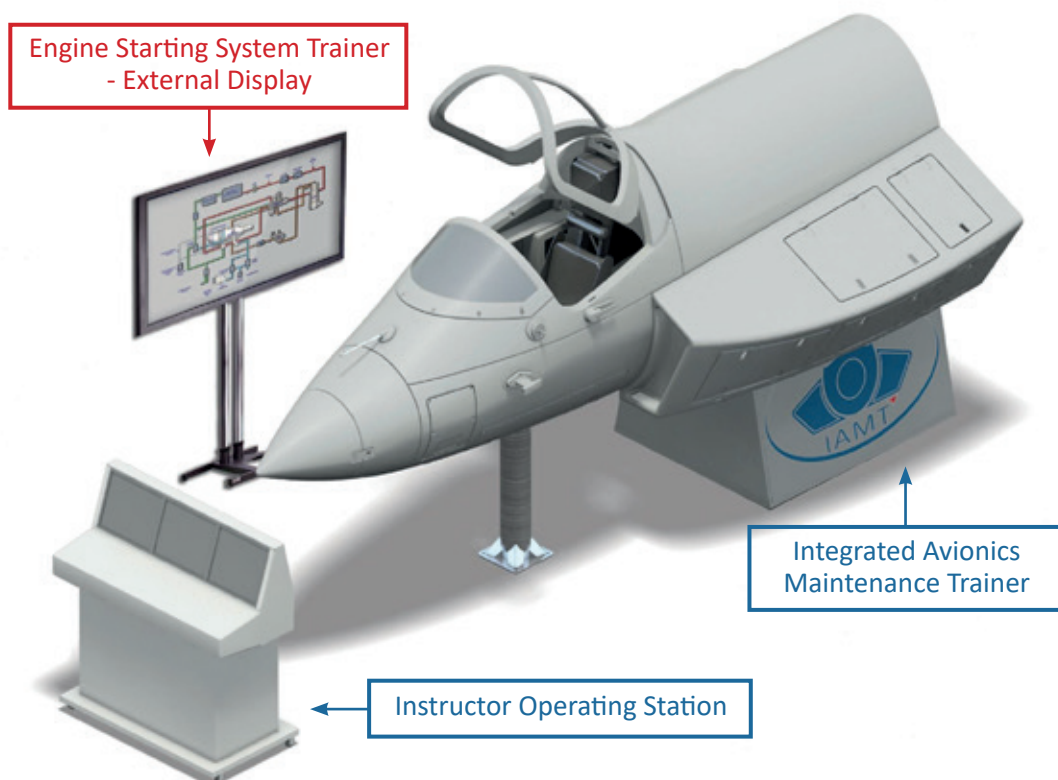 Engine Starting System Trainer
- External Display
IAMT
Integrated Avionics
Maintenance Trainer
Instructor Operating Station